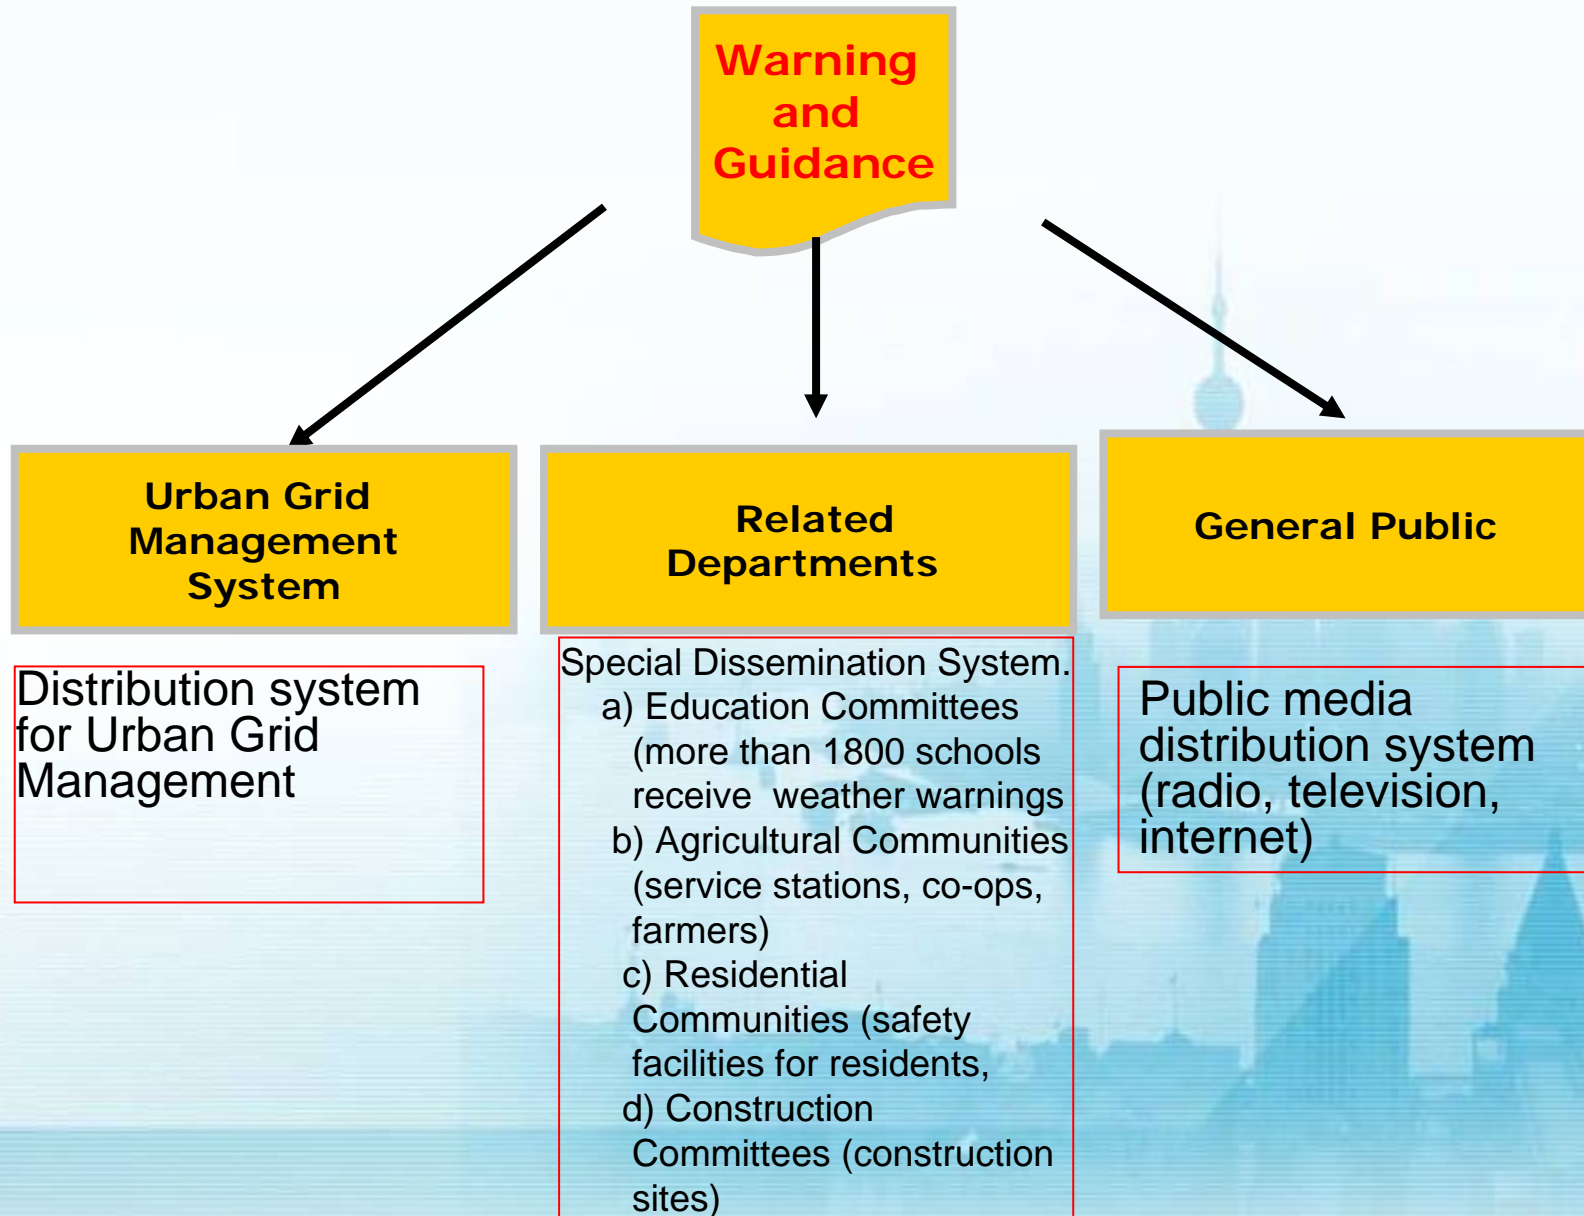 Warning
and
Guidance
Urban Grid
Management
System
Related
Departments
General Public
Distribution system
for Urban Grid
Management
Special Dissemination System.
a) Education Committees
(more than 1800 schools
receive  weather warnings
b) Agricultural Communities
(service stations, co-ops,
farmers)
c) Residential
Communities (safety
facilities for residents,
d) Construction
Committees (construction
sites)
Public media
distribution system
(radio, television,
internet)